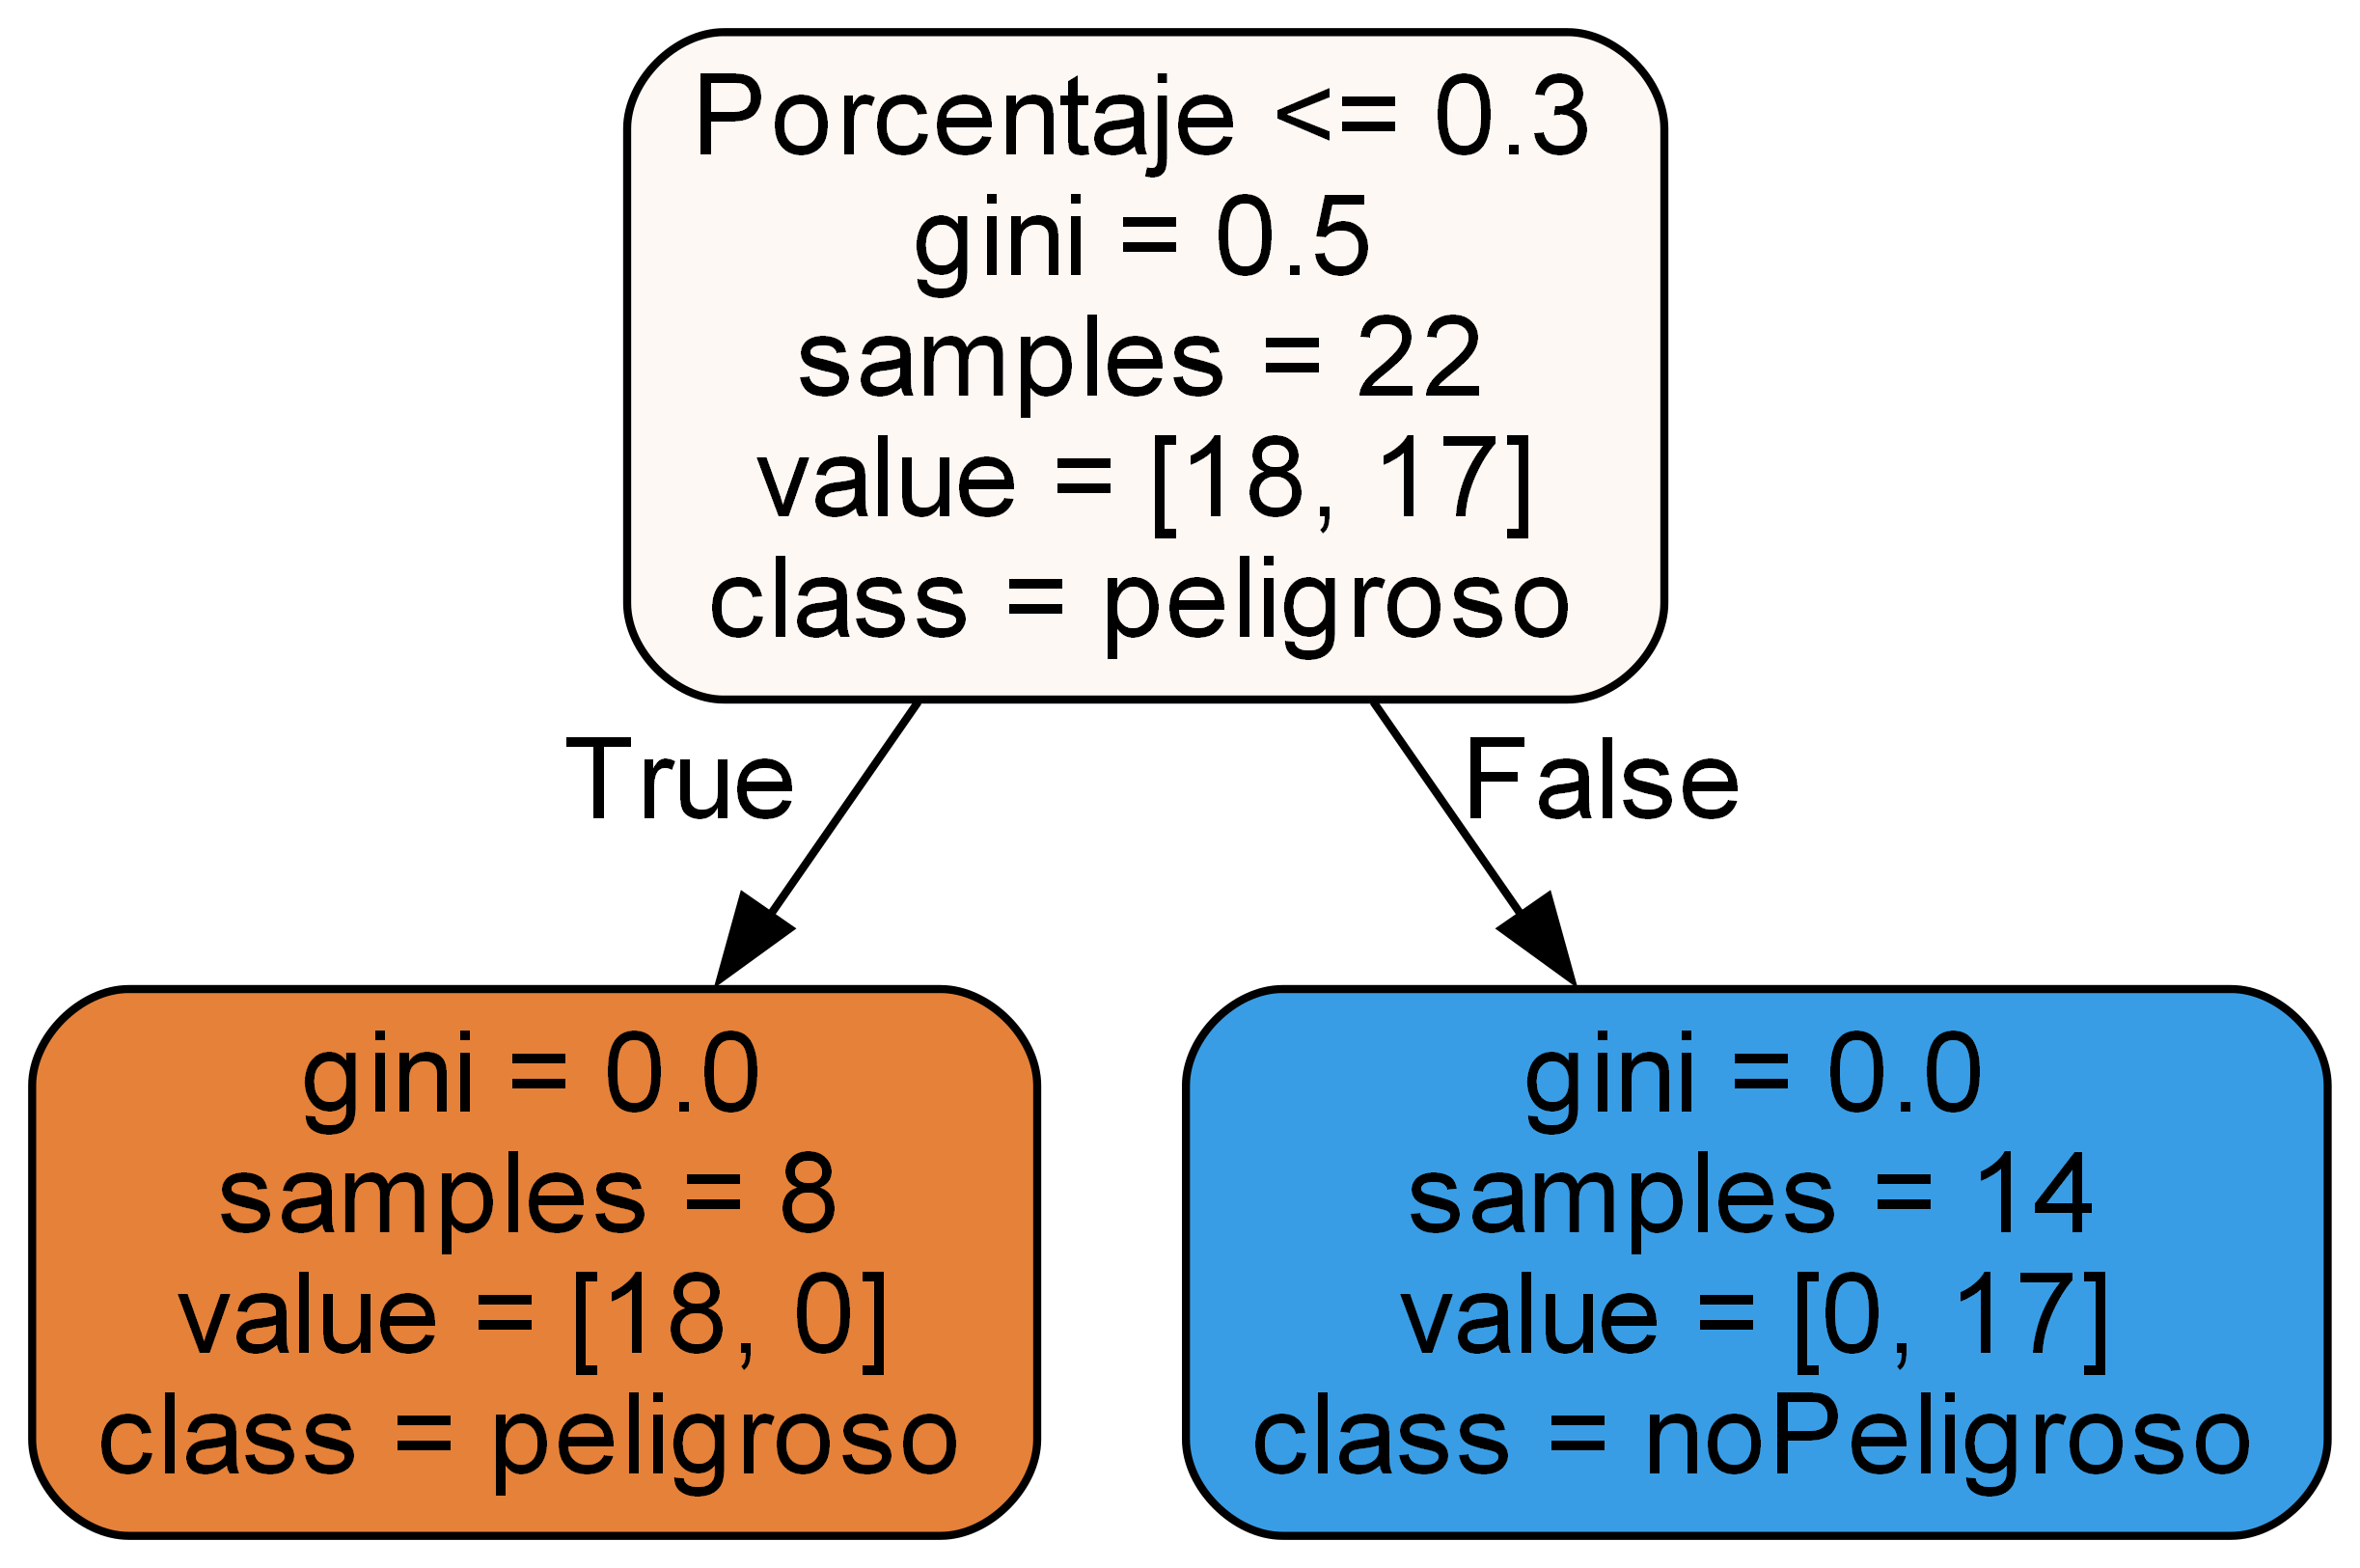 Porcentaje <= 0.3
gini = 0.5
samples = 22
value = [18, 17]
class = peligroso
True
False
gini = 0.0
samples = 8
value = [18, 0]
class = peligroso
gini = 0.0
samples = 14
value = [0, 17]
class = noPeligroso